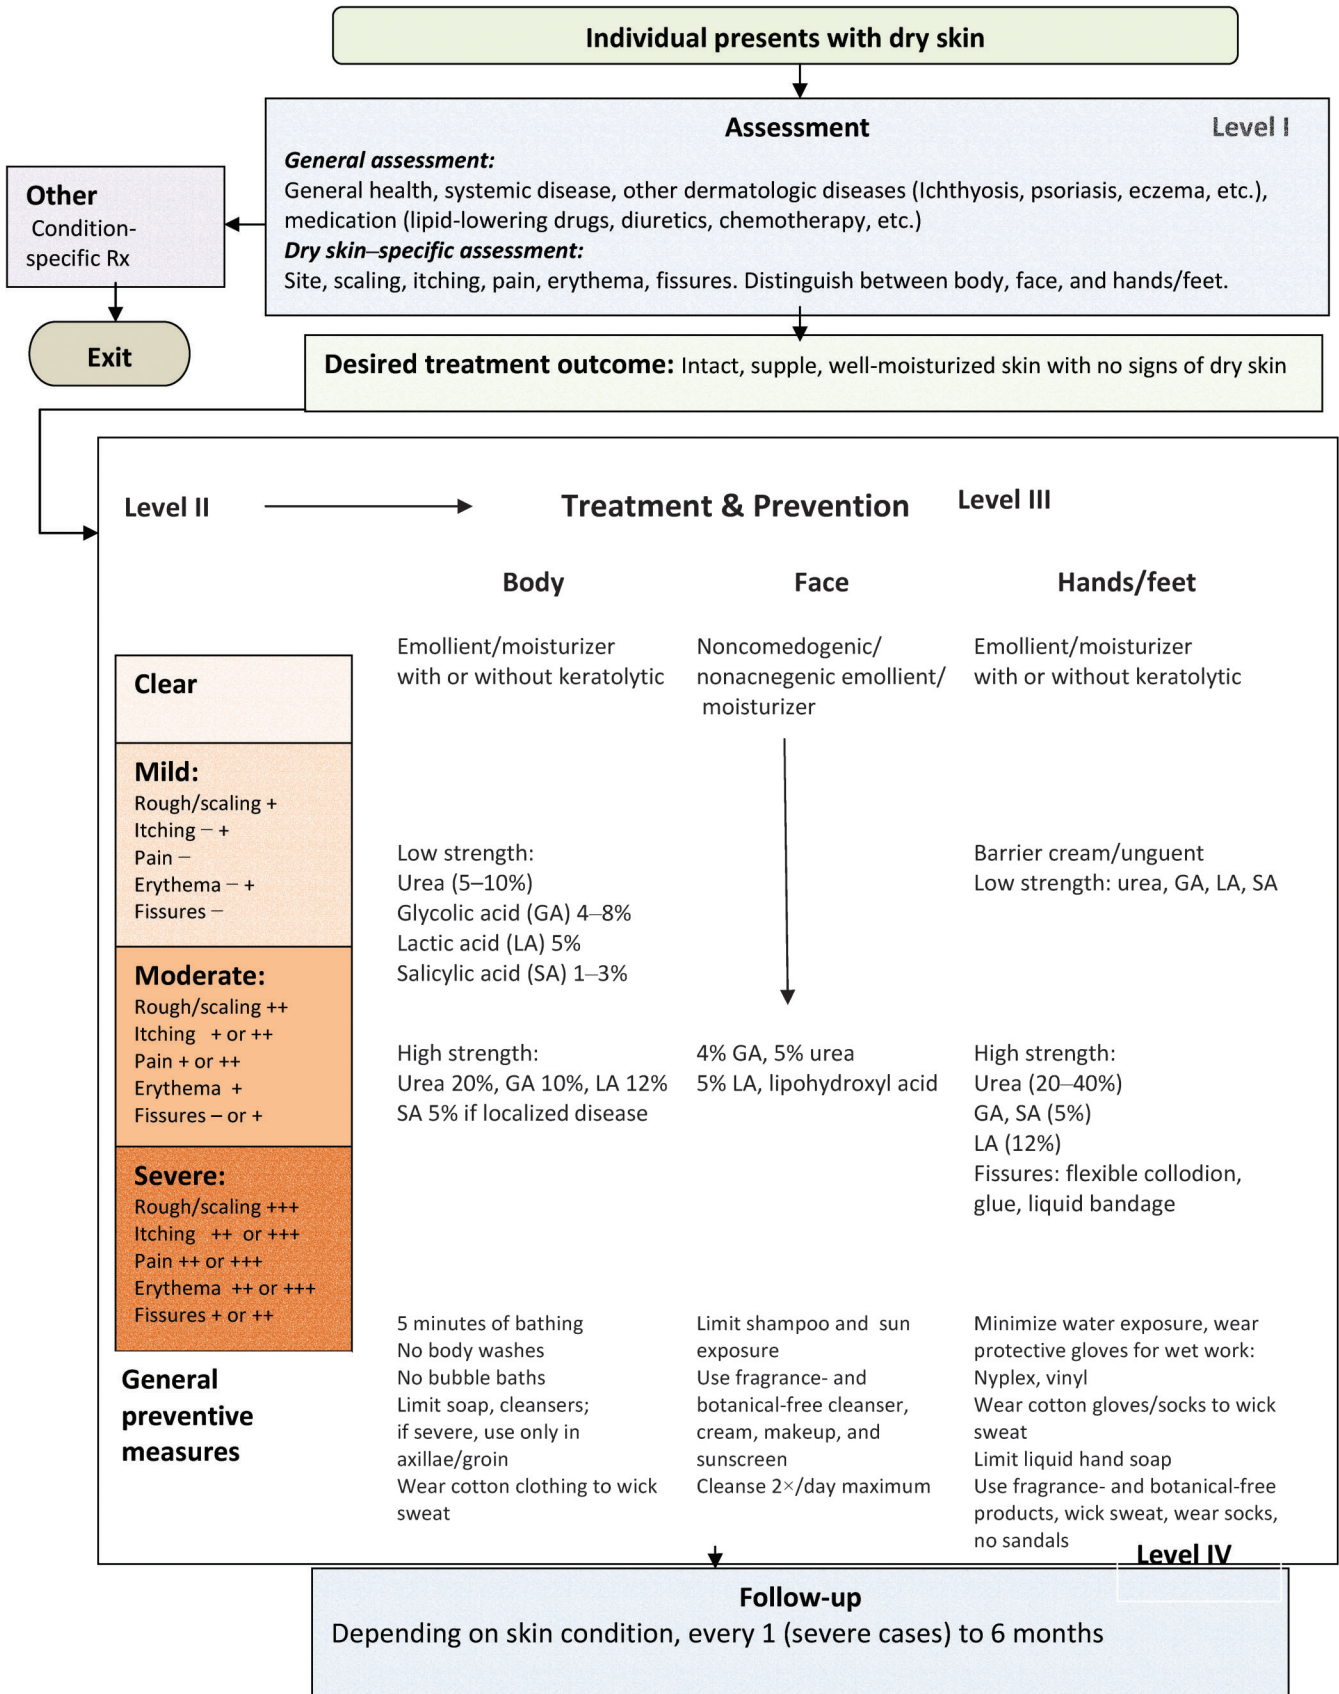 Individual presents with dry skin
Assessment
Level I
General assessment:
General health, systemic disease, other dermatologic diseases (Ichthyosis, psoriasis, eczema, etc.),
medication (lipid-lowering drugs, diuretics, chemotherapy, etc.)
Dry skin–specific assessment:
Site, scaling, itching, pain, erythema, fissures. Distinguish between body, face, and hands/feet.
Other
Condition-
specific Rx
Exit
Desired treatment outcome: Intact, supple, well-moisturized skin with no signs of dry skin
Level II
Treatment & Prevention
Level III
Body
Face
Hands/feet
Emollient/moisturizer
with or without keratolytic
Noncomedogenic/
nonacnegenic emollient/
moisturizer
Emollient/moisturizer
with or without keratolytic
Clear
Mild:
Rough/scaling +
Itching – +
Pain –
Erythema – +
Fissures –
Low strength:
Urea (5–10%)
Glycolic acid (GA) 4–8%
Lactic acid (LA) 5%
Salicylic acid (SA) 1–3%
Barrier cream/unguent
Low strength: urea, GA, LA, SA
Moderate:
Rough/scaling ++
Itching + or ++
Pain + or ++
Erythema +
Fissures – or +
High strength:
Urea 20%, GA 10%, LA 12%
SA 5% if localized disease
4% GA, 5% urea
5% LA, lipohydroxyl acid
High strength:
Urea (20–40%)
GA, SA (5%)
LA (12%)
Fissures: flexible collodion,
glue, liquid bandage
Severe:
Rough/scaling +++
Itching ++ or +++
Pain ++ or +++
Erythema ++ or +++
Fissures + or ++
General
preventive
measures
5 minutes of bathing
No body washes
No bubble baths
Limit soap, cleansers;
if severe, use only in
axillae/groin
Wear cotton clothing to wick
sweat
Limit shampoo and sun
exposure
Use fragrance- and
botanical-free cleanser,
cream, makeup, and
sunscreen
Cleanse 2×/day maximum
Minimize water exposure, wear
protective gloves for wet work:
Nyplex, vinyl
Wear cotton gloves/socks to wick
sweat
Limit liquid hand soap
Use fragrance- and botanical-free
products, wick sweat, wear socks,
no sandals
Level IV
Follow-up
Depending on skin condition, every 1 (severe cases) to 6 months